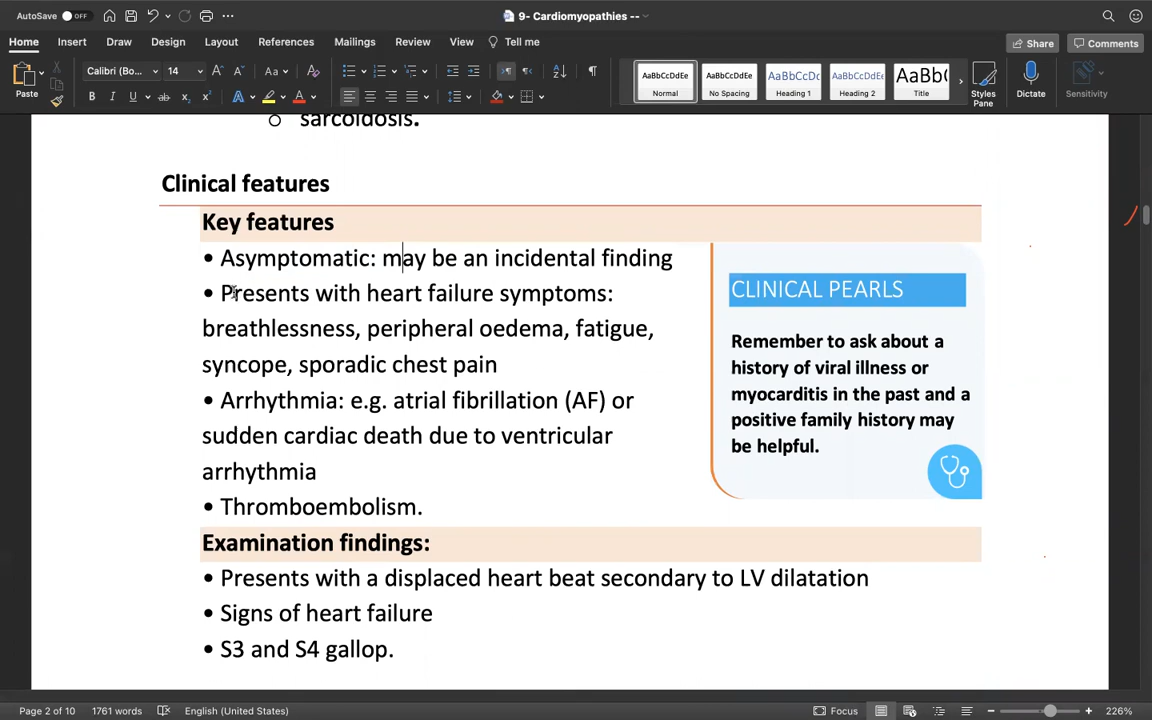 AutoSave OFF 9- Cardiomyopathies --
Home Insert Draw Design Layout References Mailings Review View Tell me Share Comments
Paste Calibri (Bo... 14 Aa AaBbCcDdEe AaBbCcDdEe AaBbCcDc AaBbCcDdEe AaBb( Styles Pane Dictate Sensitivity
Normal No Spacing Heading 1 Heading 2 Title
sarcoidosis.
Clinical features
Key features
• Asymptomatic: may be an incidental finding
• Presents with heart failure symptoms:
breathlessness, peripheral oedema, fatigue,
syncope, sporadic chest pain
• Arrhythmia: e.g. atrial fibrillation (AF) or
sudden cardiac death due to ventricular
arrhythmia
• Thromboembolism.
CLINICAL PEARLS
Remember to ask about a
history of viral illness or
myocarditis in the past and a
positive family history may
be helpful.
Examination findings:
• Presents with a displaced heart beat secondary to LV dilatation
• Signs of heart failure
• S3 and S4 gallop.
Page 2 of 10 1761 words English (United States) Focus 226%